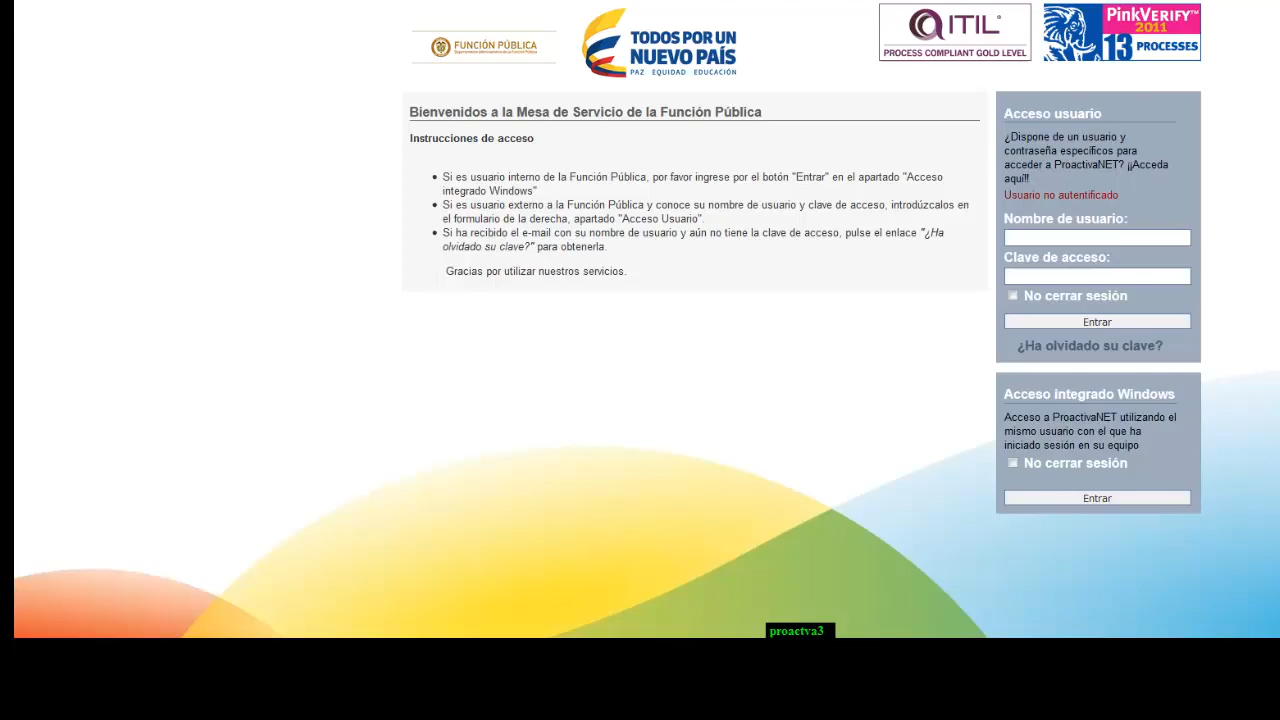 FUNCIÓN PÚBLICA
TODOS POR UN
NUEVO PAÍS
PAZ EQUIDAD EDUCACIÓN
ITIL®
PROCESS COMPLIANT GOLD LEVEL
PinkVERIFY™
2011
13 PROCESSES
Bienvenidos a la Mesa de Servicio de la Función Pública
Instrucciones de acceso
• Si es usuario interno de la Función Pública, por favor ingrese por el botón "Entrar" en el apartado "Acceso
integrado Windows"
• Si es usuario externo a la Función Pública y conoce su nombre de usuario y clave de acceso, introdúzcalos en
el formulario de la derecha, apartado "Acceso Usuario".
• Si ha recibido el e-mail con su nombre de usuario y aún no tiene la clave de acceso, pulse el enlace "¿Ha
olvidado su clave?" para obtenerla.
Gracias por utilizar nuestros servicios.
Acceso usuario
¿Dispone de un usuario y
contraseña específicos para
acceder a ProactivaNET? ¡¡Acceda
aquí!!
Usuario no autentificado
Nombre de usuario:
Clave de acceso:
No cerrar sesión
Entrar
¿Ha olvidado su clave?
Acceso integrado Windows
Acceso a ProactivaNET utilizando el
mismo usuario con el que ha
iniciado sesión en su equipo
No cerrar sesión
Entrar
proactva3